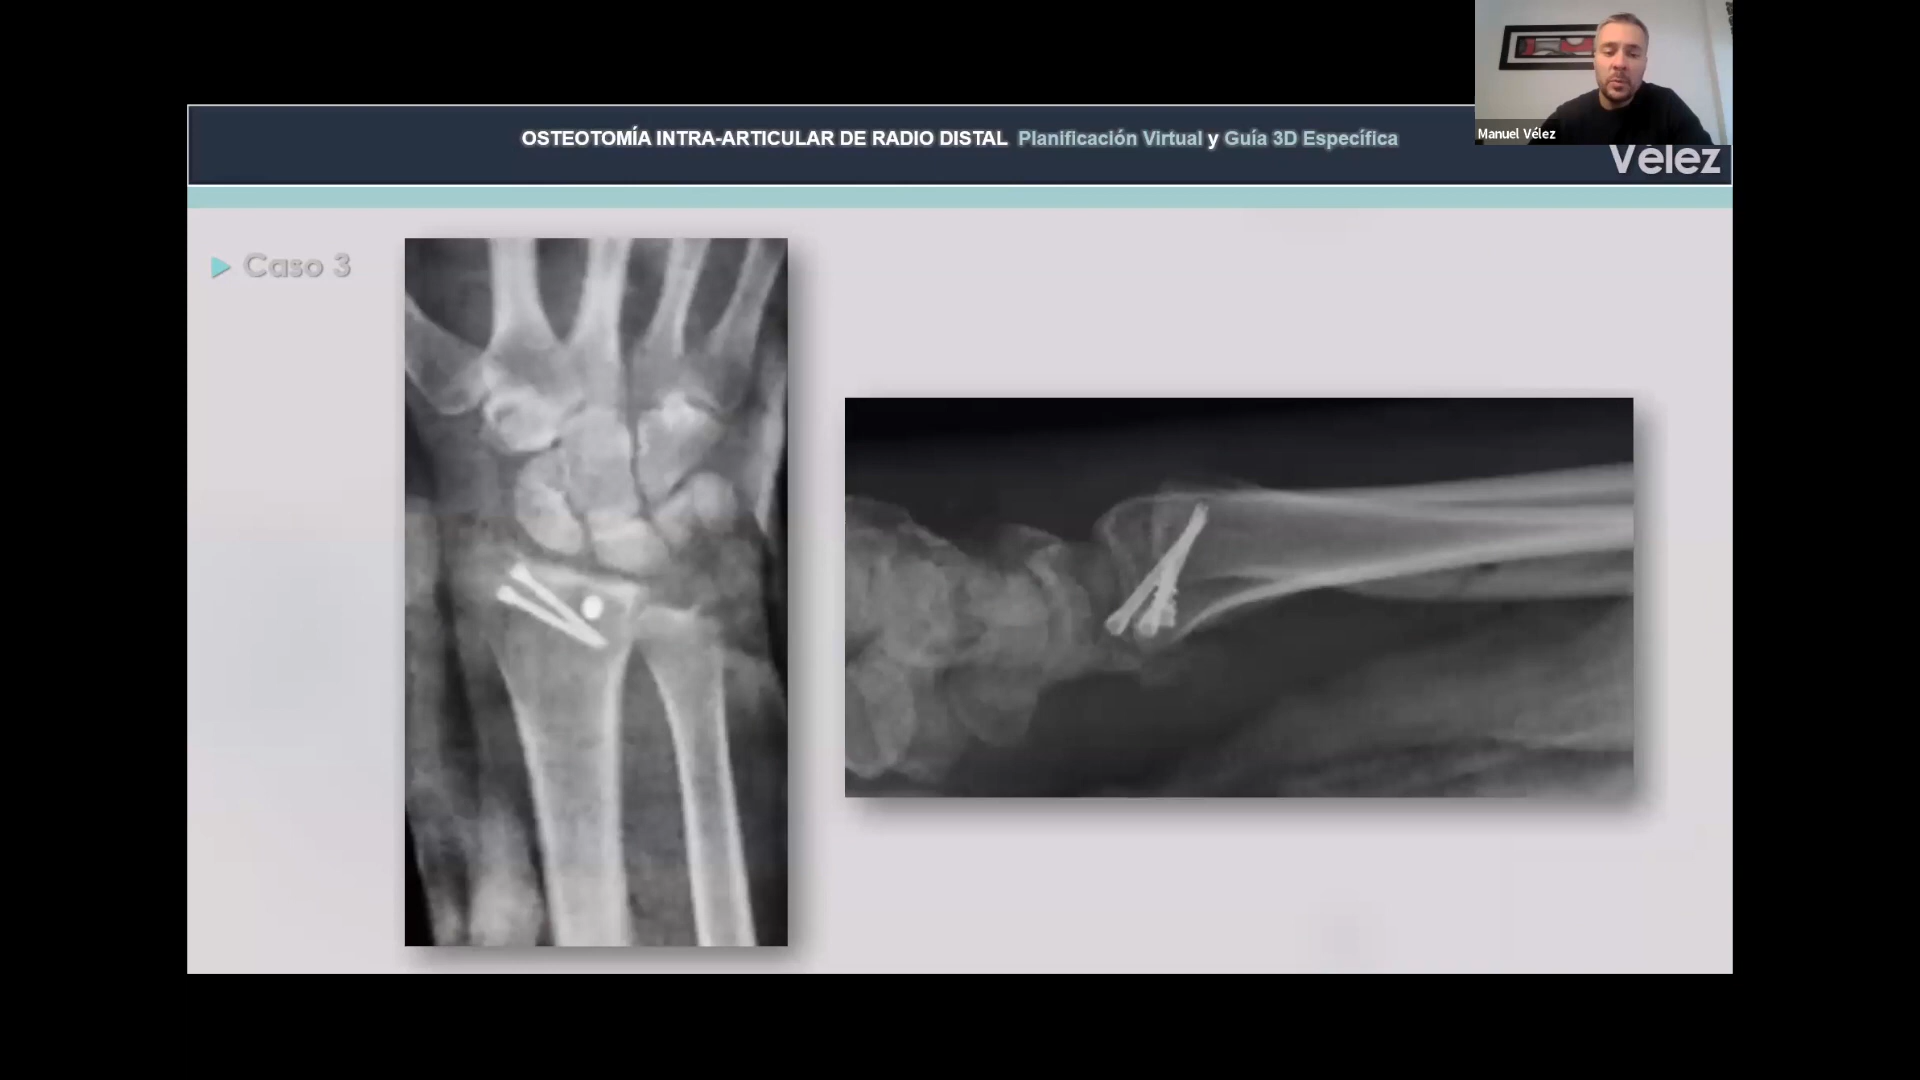 OSTEOTOMÍA INTRA-ARTICULAR DE RADIO DISTAL Planificación Virtual y Guía 3D Específica
Manuel Vélez
Vélez
Caso 3